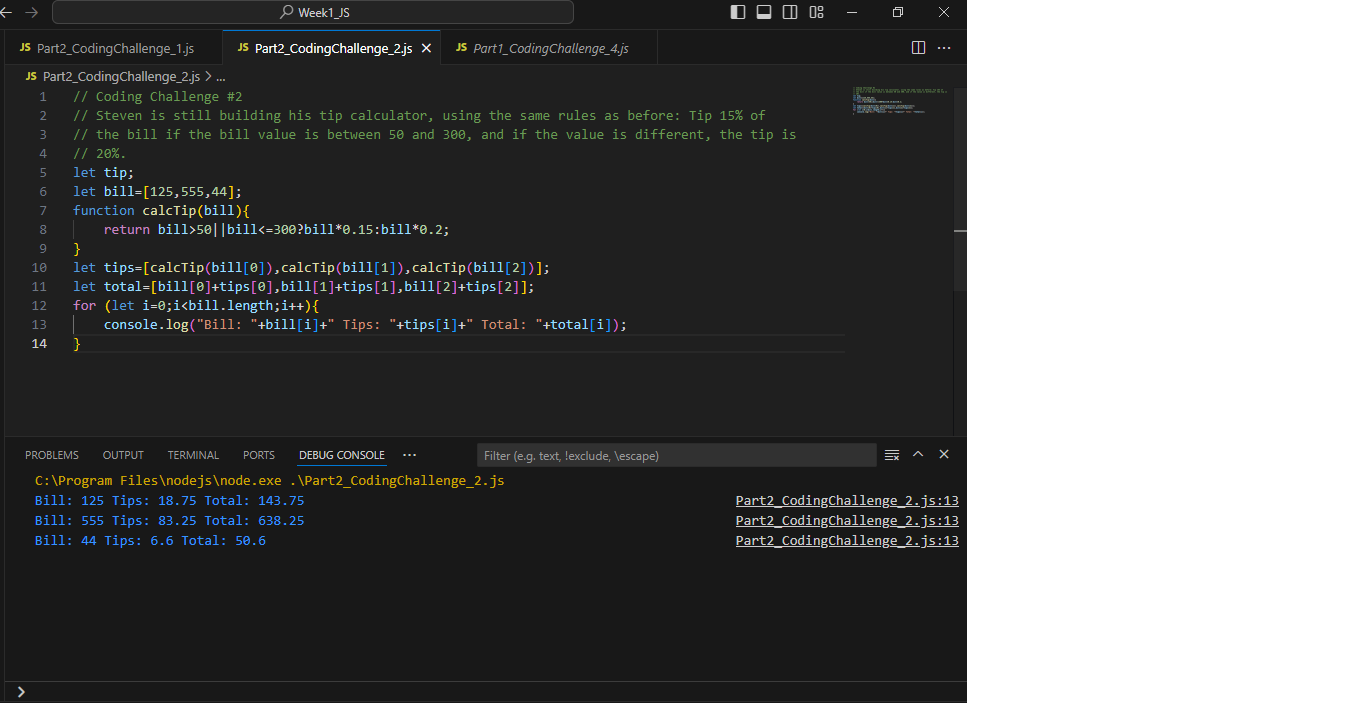 Week1_JS
JS Part2_CodingChallenge_1.js
JS Part2_CodingChallenge_2.js
JS Part1_CodingChallenge_4.js
JS Part2_CodingChallenge_2.js > ...
1 // Coding Challenge #2
2 // Steven is still building his tip calculator, using the same rules as before: Tip 15% of
3 // the bill if the bill value is between 50 and 300, and if the value is different, the tip is
4 // 20%.
5 let tip;
6 let bill=[125,555,44];
7 function calcTip(bill){
8 return bill>50||bill<=300?bill*0.15:bill*0.2;
9 }
10 let tips=[calcTip(bill[0]),calcTip(bill[1]),calcTip(bill[2])];
11 let total=[bill[0]+tips[0],bill[1]+tips[1],bill[2]+tips[2]];
12 for (let i=0;i<bill.length;i++){
13 console.log("Bill: "+bill[i]+" Tips: "+tips[i]+" Total: "+total[i]);
14 }
PROBLEMS OUTPUT TERMINAL PORTS DEBUG CONSOLE ... Filter (e.g. text, !exclude, \escape)
C:\Program Files\nodejs\node.exe .\Part2_CodingChallenge_2.js
Bill: 125 Tips: 18.75 Total: 143.75 Part2_CodingChallenge_2.js:13
Bill: 555 Tips: 83.25 Total: 638.25 Part2_CodingChallenge_2.js:13
Bill: 44 Tips: 6.6 Total: 50.6 Part2_CodingChallenge_2.js:13